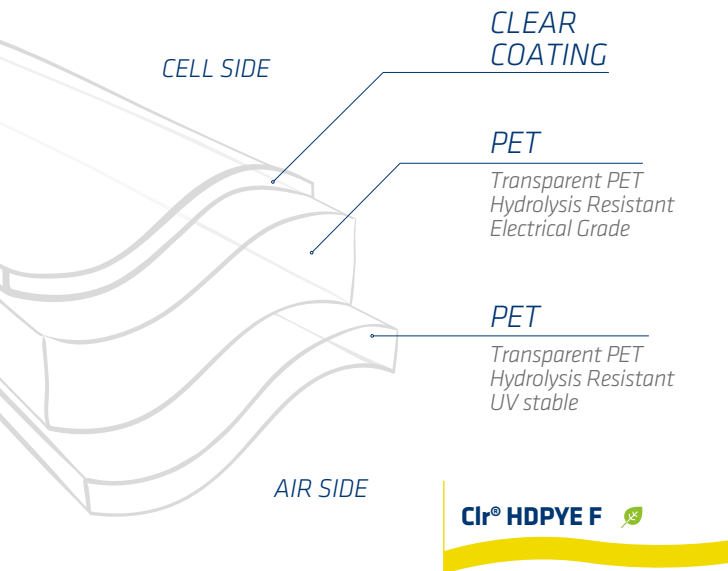 CELL SIDE
CLEAR
COATING
PET
Transparent PET
Hydrolysis Resistant
Electrical Grade
PET
Transparent PET
Hydrolysis Resistant
UV stable
AIR SIDE
Clr® HDPYE F